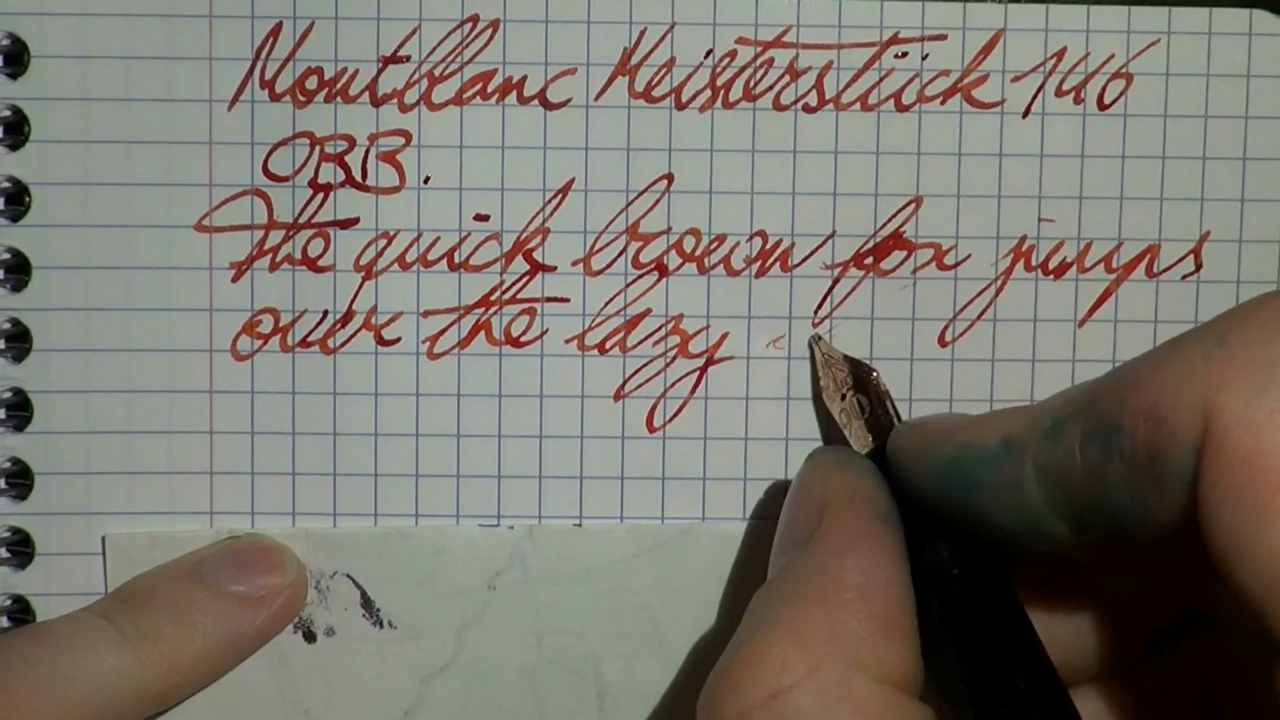 Montblanc Meisterstück 146
OBB.
The quick brown fox jumps
over the lazy